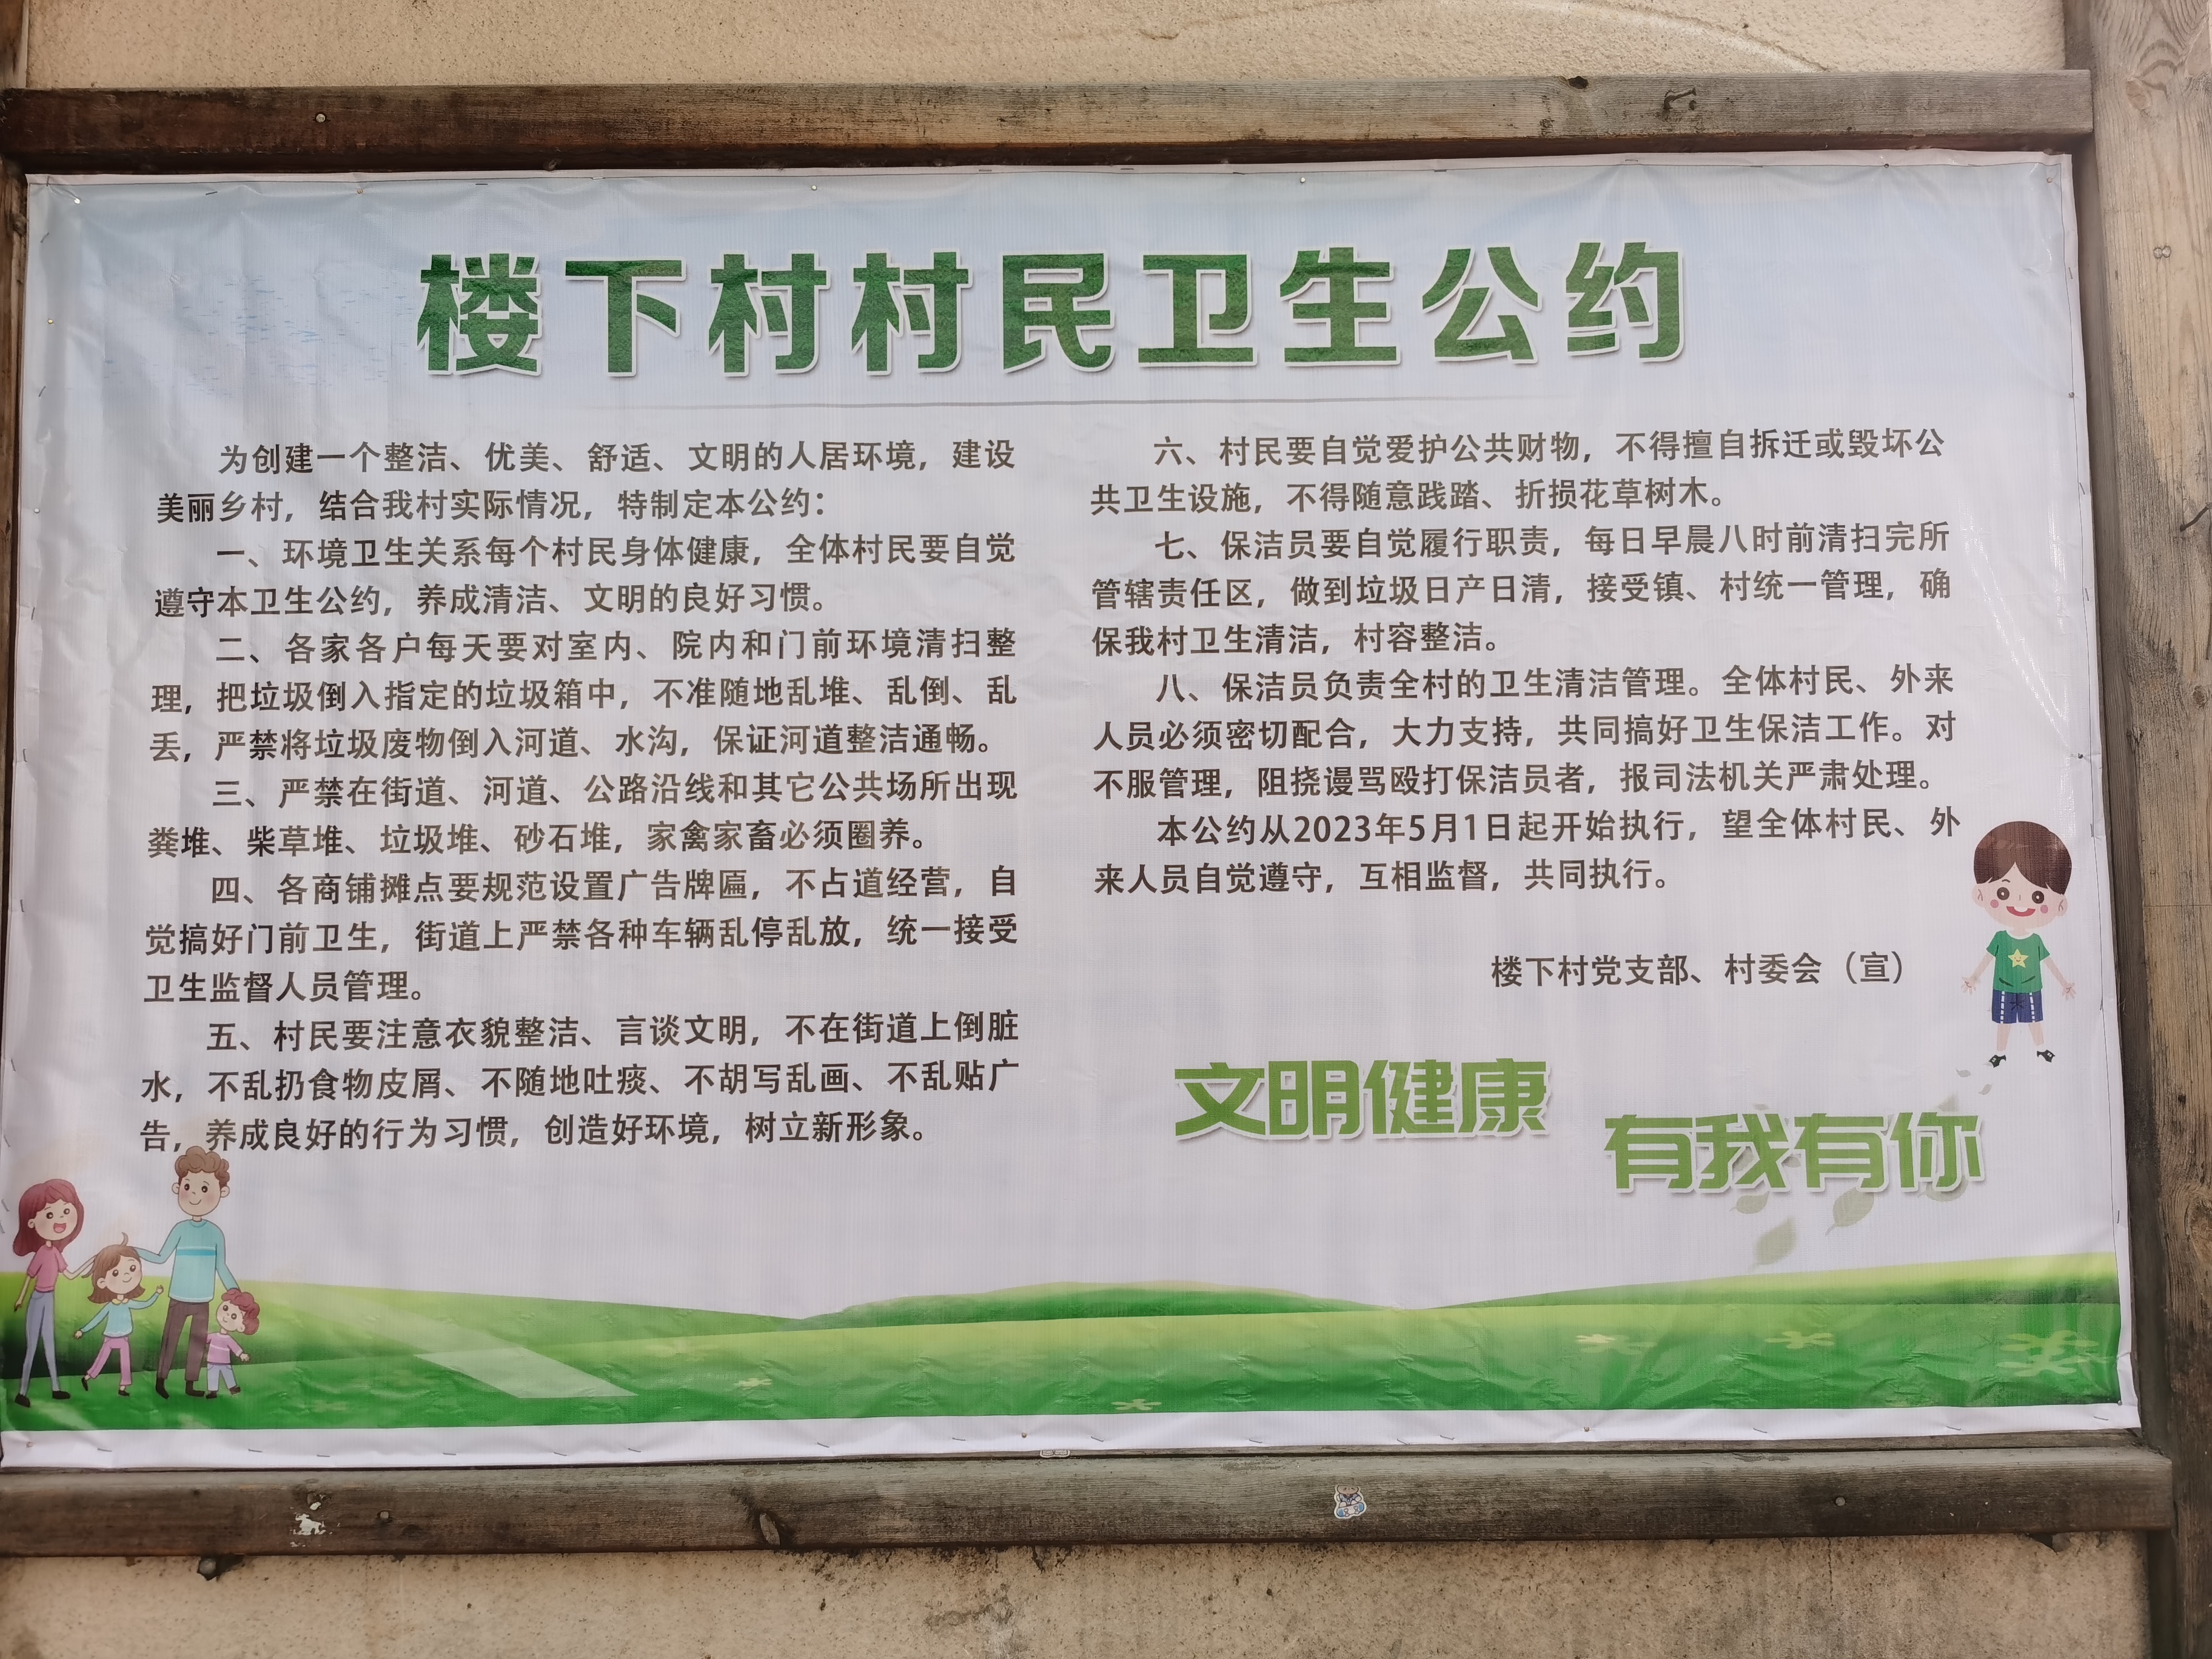 楼下村村民卫生公约
为创建一个整洁、优美、舒适、文明的人居环境，建设
美丽乡村，结合我村实际情况，特制定本公约：
一、环境卫生关系每个村民身体健康，全体村民要自觉
遵守本卫生公约，养成清洁、文明的良好习惯。
二、各家各户每天要对室内、院内和门前环境清扫整
理，把垃圾倒入指定的垃圾箱中，不准随地乱堆、乱倒、乱
丢，严禁将垃圾废物倒入河道、水沟，保证河道整洁通畅。
三、严禁在街道、河道、公路沿线和其它公共场所出现
粪堆、柴草堆、垃圾堆、砂石堆，家禽家畜必须圈养。
四、各商铺摊点要规范设置广告牌匾，不占道经营，自
觉搞好门前卫生，街道上严禁各种车辆乱停乱放，统一接受
卫生监督人员管理。
五、村民要注意衣貌整洁、言谈文明，不在街道上倒脏
水，不乱扔食物皮屑、不随地吐痰、不胡写乱画、不乱贴广
告，养成良好的行为习惯，创造好环境，树立新形象。
六、村民要自觉爱护公共财物，不得擅自拆迁或毁坏公
共卫生设施，不得随意践踏、折损花草树木。
七、保洁员要自觉履行职责，每日早晨八时前清扫完所
管辖责任区，做到垃圾日产日清，接受镇、村统一管理，确
保我村卫生清洁，村容整洁。
八、保洁员负责全村的卫生清洁管理。全体村民、外来
人员必须密切配合，大力支持，共同搞好卫生保洁工作。对
不服管理，阻挠谩骂殴打保洁员者，报司法机关严肃处理。
本公约从2023年5月1日起开始执行，望全体村民、外
来人员自觉遵守，互相监督，共同执行。
楼下村党支部、村委会（宣）
文明健康
有我有你